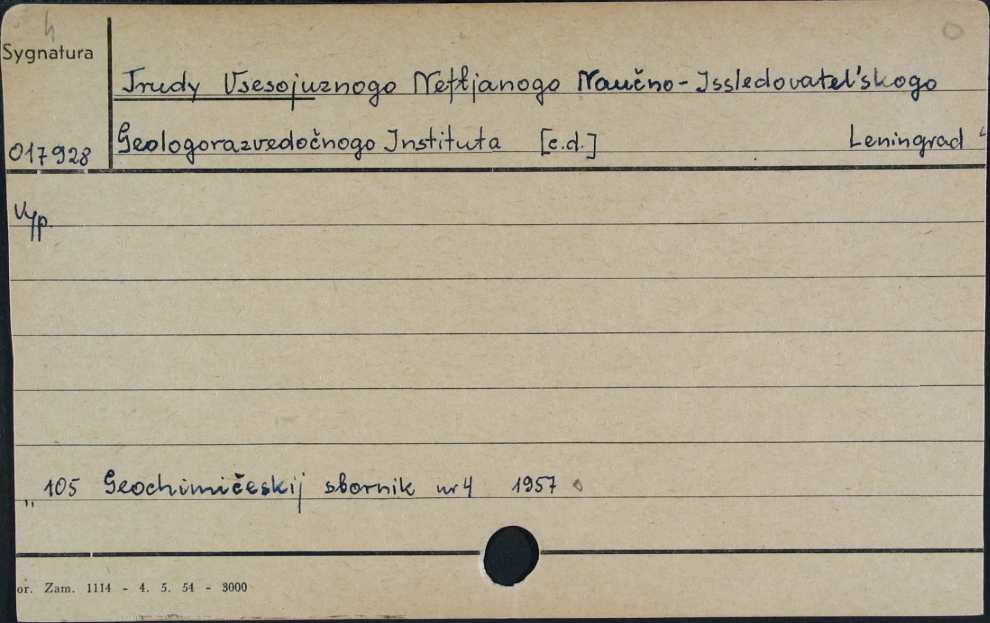 h
Sygnatura
Trudy Vsesojuznogo Neftjanogo Naučno-Issledovatel'skogo
017928 Geologorazvedočnogo Instituta [c.d.] Leningrad
Vyp.
„ 105 Geochimičeskij sbornik nr 4 1957
or. Zam. 1114 - 4. 5. 54 - 3000